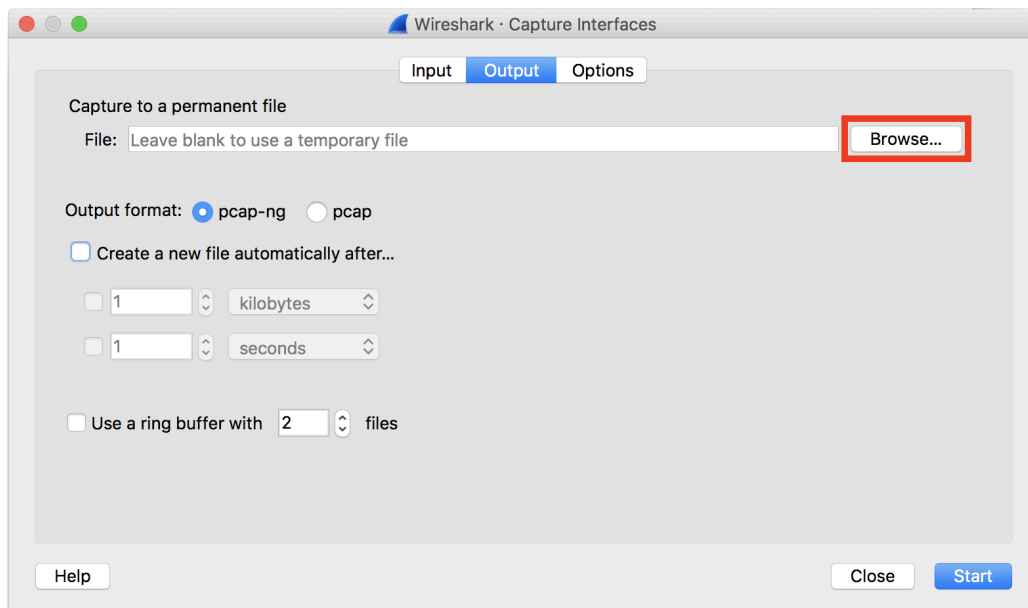 Wireshark · Capture Interfaces
Input Output Options
Capture to a permanent file
File: Leave blank to use a temporary file Browse...
Output format: pcap-ng pcap
Create a new file automatically after...
1 kilobytes
1 seconds
Use a ring buffer with 2 files
Help Close Start